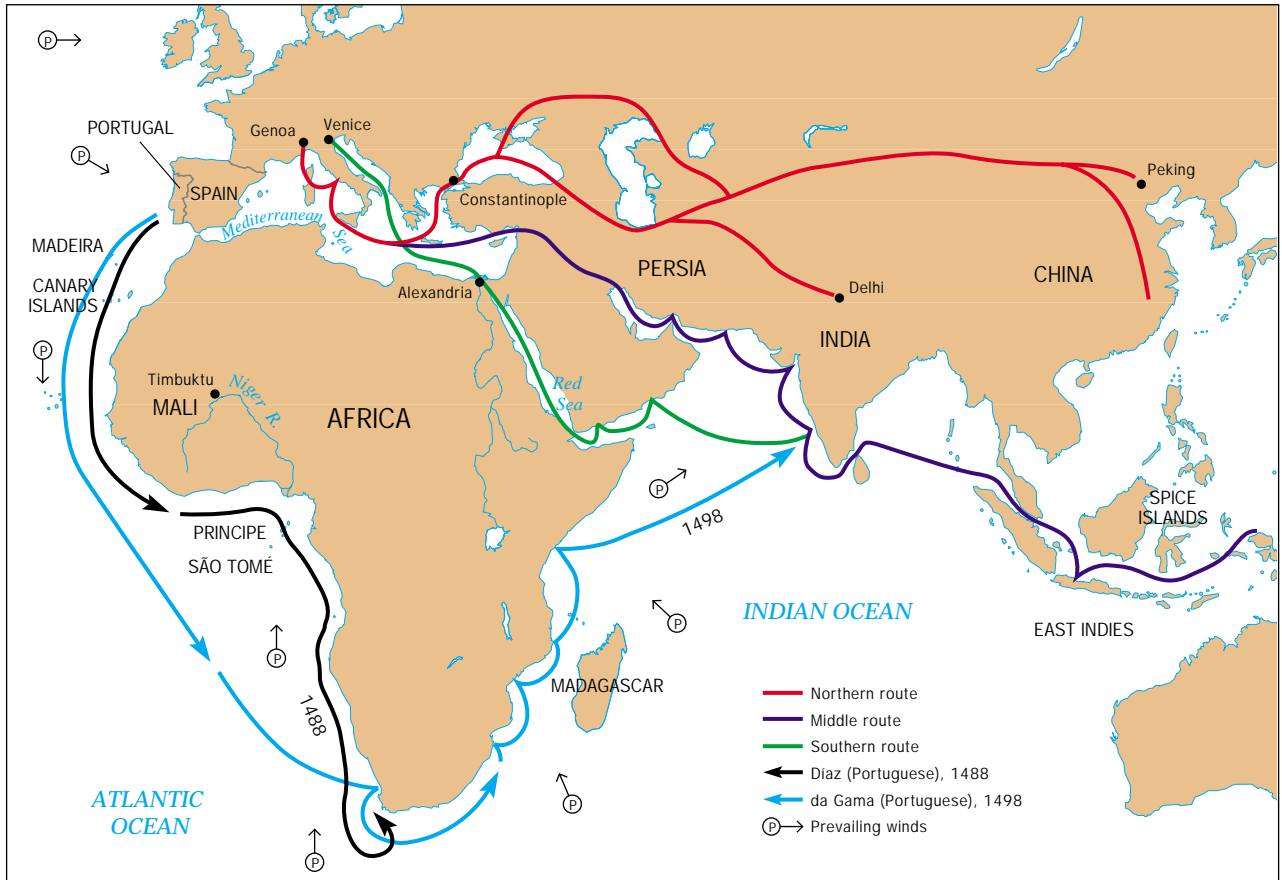 P
PORTUGAL
Genoa
Venice
P
SPAIN
Constantinople
Peking
Mediterranean
Sea
MADEIRA
CANARY
ISLANDS
PERSIA
CHINA
Alexandria
Delhi
INDIA
P
Timbuktu
MALI
Niger R.
AFRICA
Red
Sea
P
1498
SPICE
ISLANDS
PRINCIPE
SÃO TOMÉ
INDIAN OCEAN
P
EAST INDIES
P
MADAGASCAR
1488
ATLANTIC
OCEAN
P
P
Northern route
Middle route
Southern route
Díaz (Portuguese), 1488
da Gama (Portuguese), 1498
P Prevailing winds